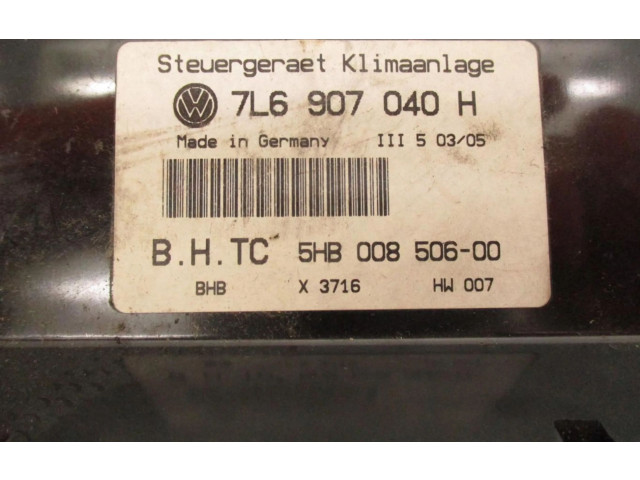 Steuergeraet Klimaanlage
7L6 907 040 H
Made in Germany III 5 03/05
B.H.TC 5HB 008 506-00
BHB X 3716 HW 007